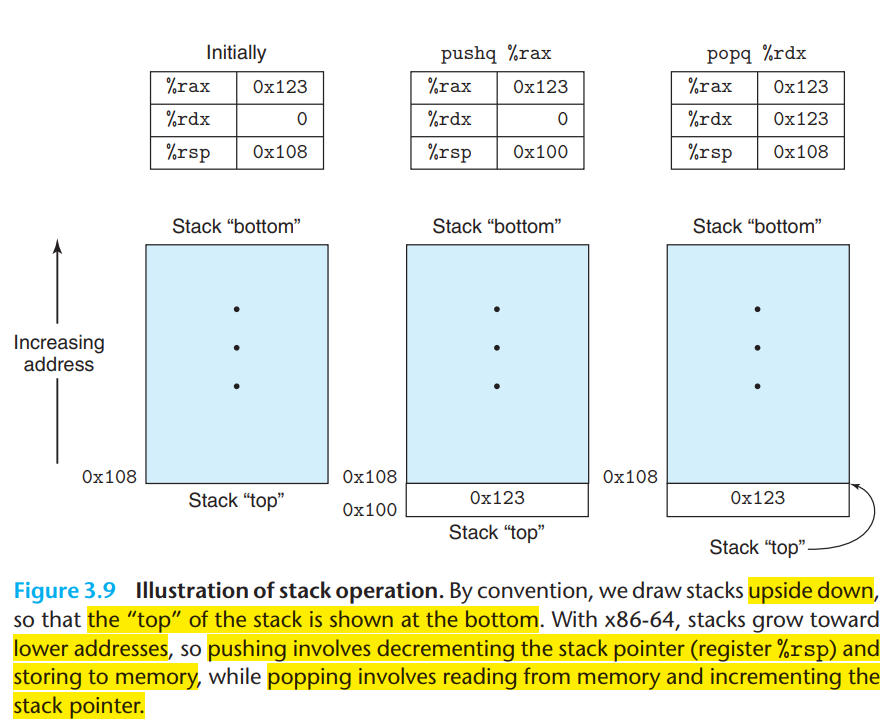 Initially
%rax 0x123
%rdx 0
%rsp 0x108
pushq %rax
%rax 0x123
%rdx 0
%rsp 0x100
popq %rdx
%rax 0x123
%rdx 0x123
%rsp 0x108
Increasing
address
Stack “bottom”
0x108
Stack “top”
Stack “bottom”
0x108
0x100
0x123
Stack “top”
Stack “bottom”
0x108
0x123
Stack “top”
Figure 3.9 Illustration of stack operation. By convention, we draw stacks upside down,
so that the “top” of the stack is shown at the bottom. With x86-64, stacks grow toward
lower addresses, so pushing involves decrementing the stack pointer (register %rsp) and
storing to memory, while popping involves reading from memory and incrementing the
stack pointer.